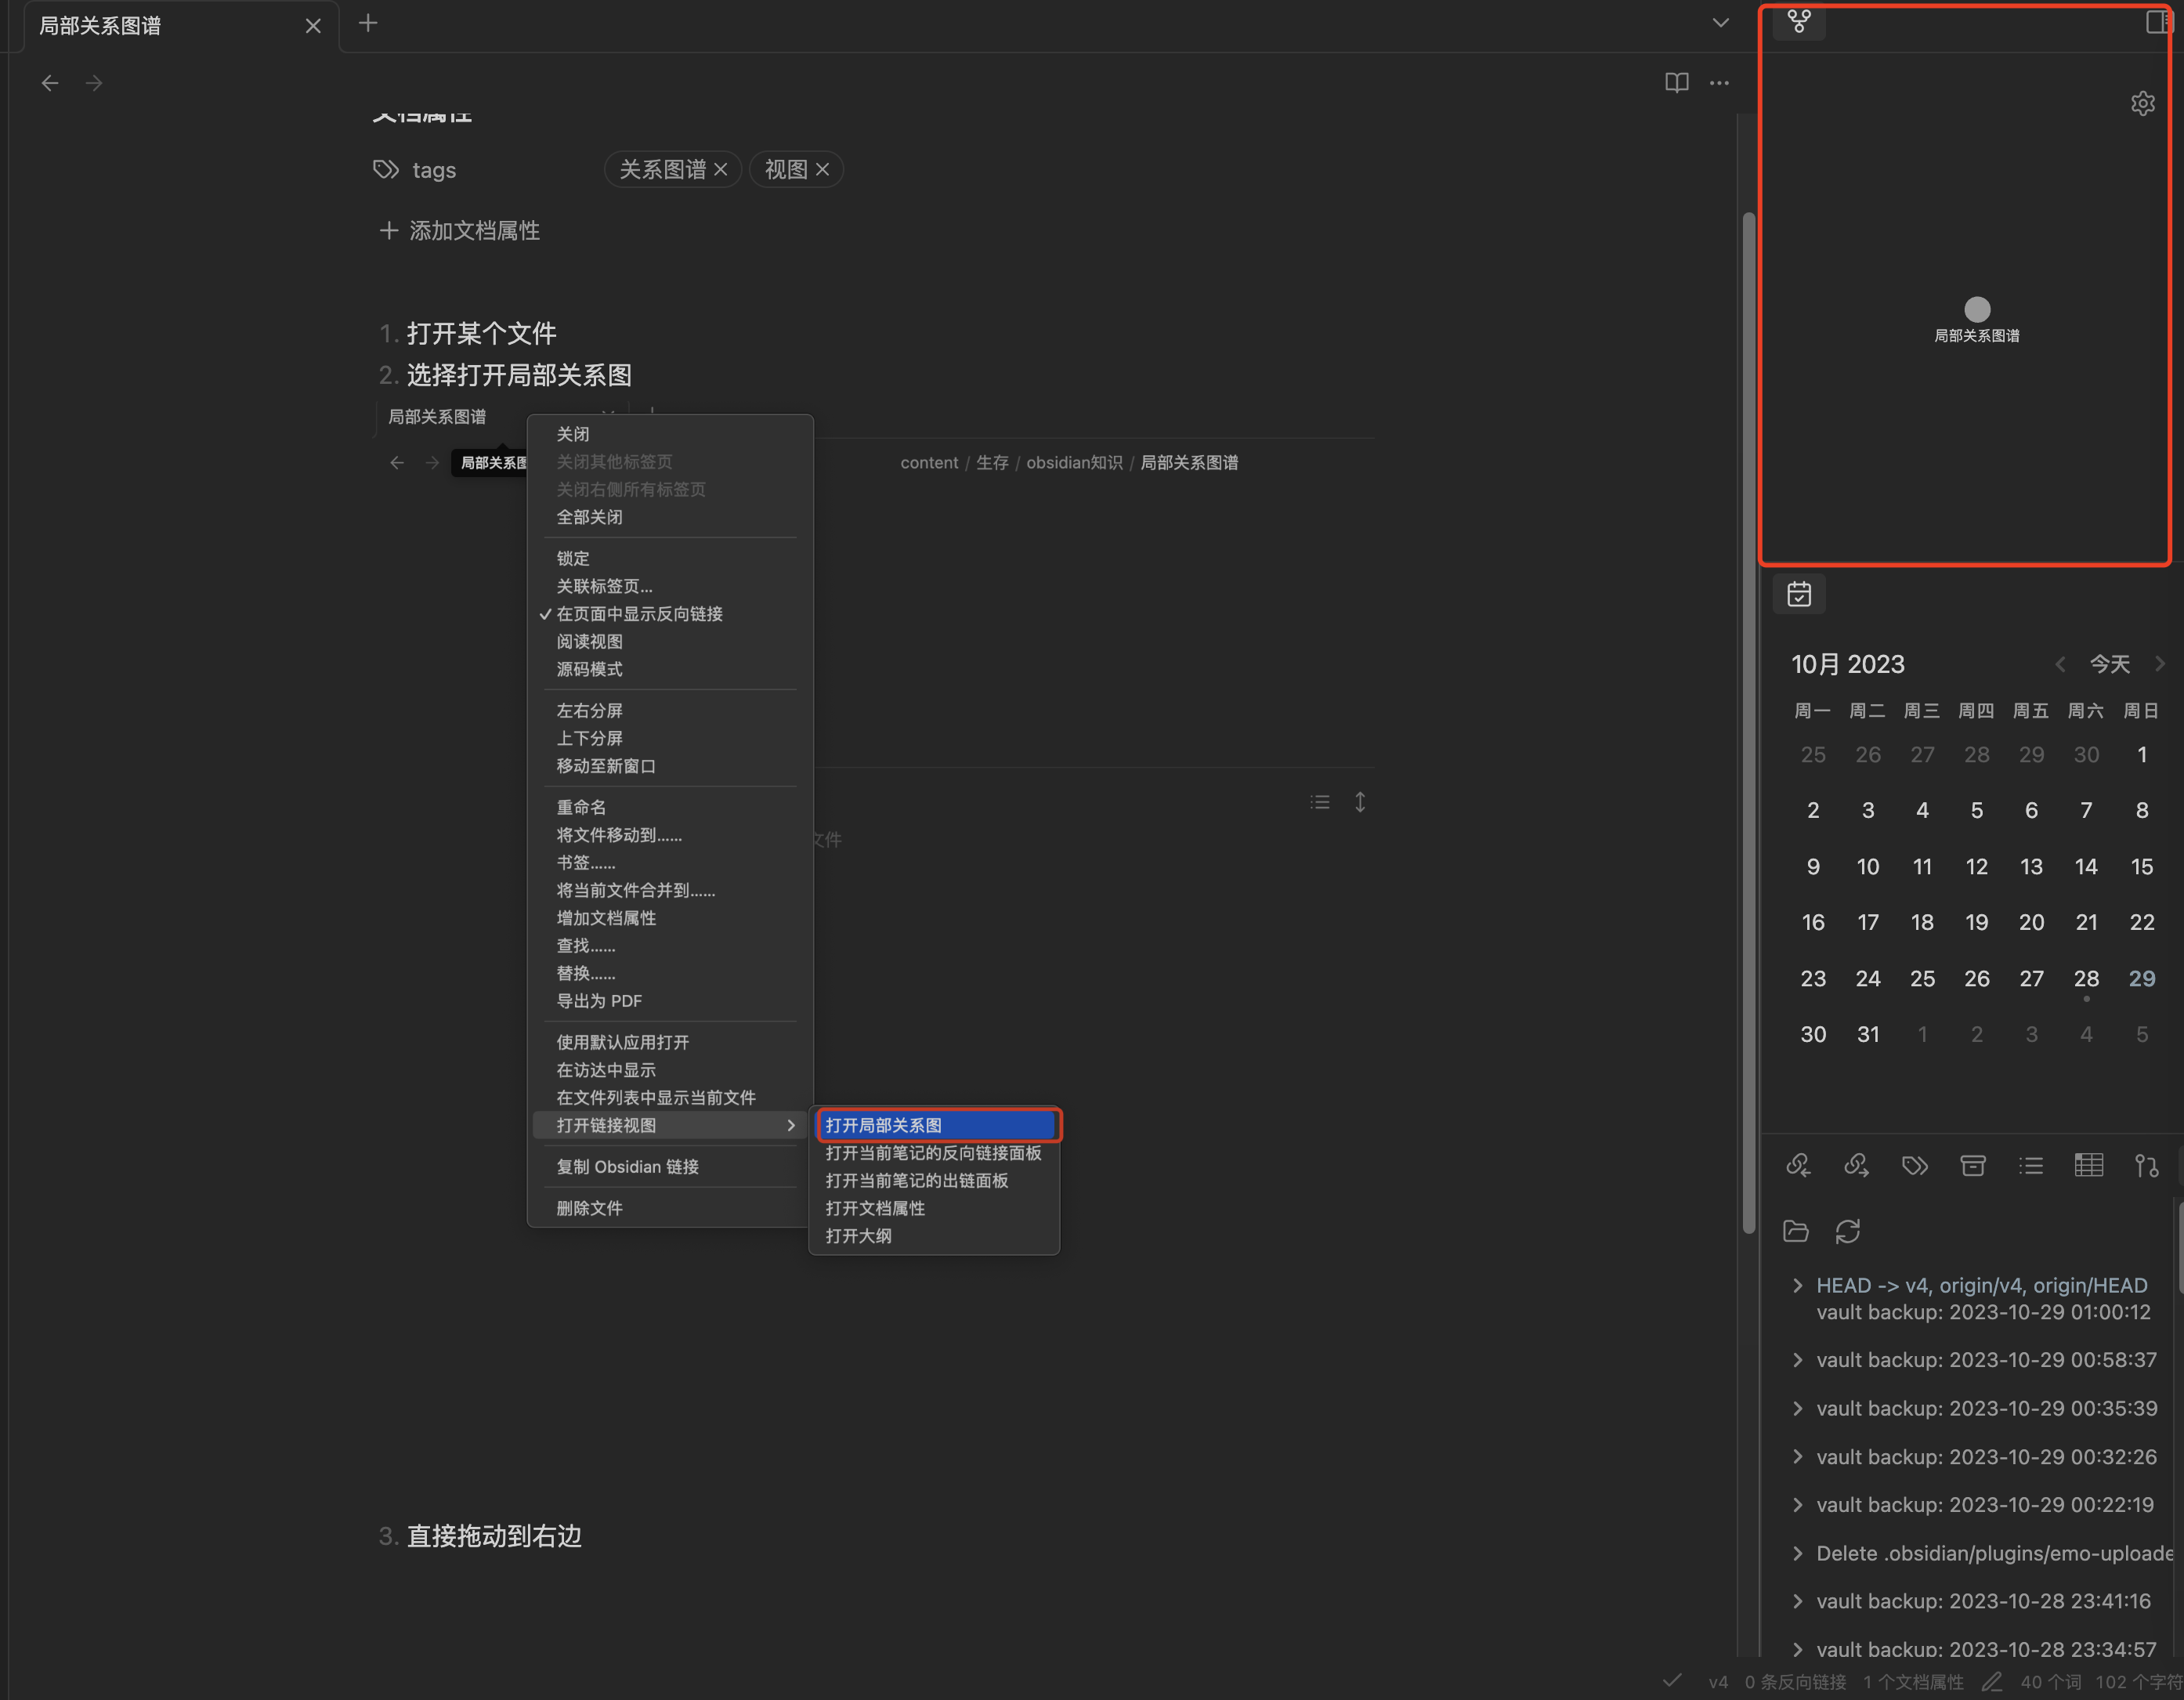 局部关系图谱
文档属性
tags 关系图谱 视图
添加文档属性
1. 打开某个文件
2. 选择打开局部关系图
局部关系图谱
局部关系图
content / 生存 / obsidian知识 / 局部关系图谱
关闭
关闭其他标签页
关闭右侧所有标签页
全部关闭
锁定
关联标签页...
在页面中显示反向链接
阅读视图
源码模式
左右分屏
上下分屏
移动至新窗口
重命名
将文件移动到......
书签......
将当前文件合并到......
增加文档属性
查找......
替换......
导出为 PDF
使用默认应用打开
在访达中显示
在文件列表中显示当前文件
打开链接视图
复制 Obsidian 链接
删除文件
文件
打开局部关系图
打开当前笔记的反向链接面板
打开当前笔记的出链面板
打开文档属性
打开大纲
3. 直接拖动到右边
局部关系图谱
10月 2023 今天
周一 周二 周三 周四 周五 周六 周日
25 26 27 28 29 30 1
2 3 4 5 6 7 8
9 10 11 12 13 14 15
16 17 18 19 20 21 22
23 24 25 26 27 28 29
30 31 1 2 3 4 5
HEAD -> v4, origin/v4, origin/HEAD
vault backup: 2023-10-29 01:00:12
vault backup: 2023-10-29 00:58:37
vault backup: 2023-10-29 00:35:39
vault backup: 2023-10-29 00:32:26
vault backup: 2023-10-29 00:22:19
Delete .obsidian/plugins/emo-uploade
vault backup: 2023-10-28 23:41:16
vault backup: 2023-10-28 23:34:57
v4 0 条反向链接 1 个文档属性 40 个词 102 个字符